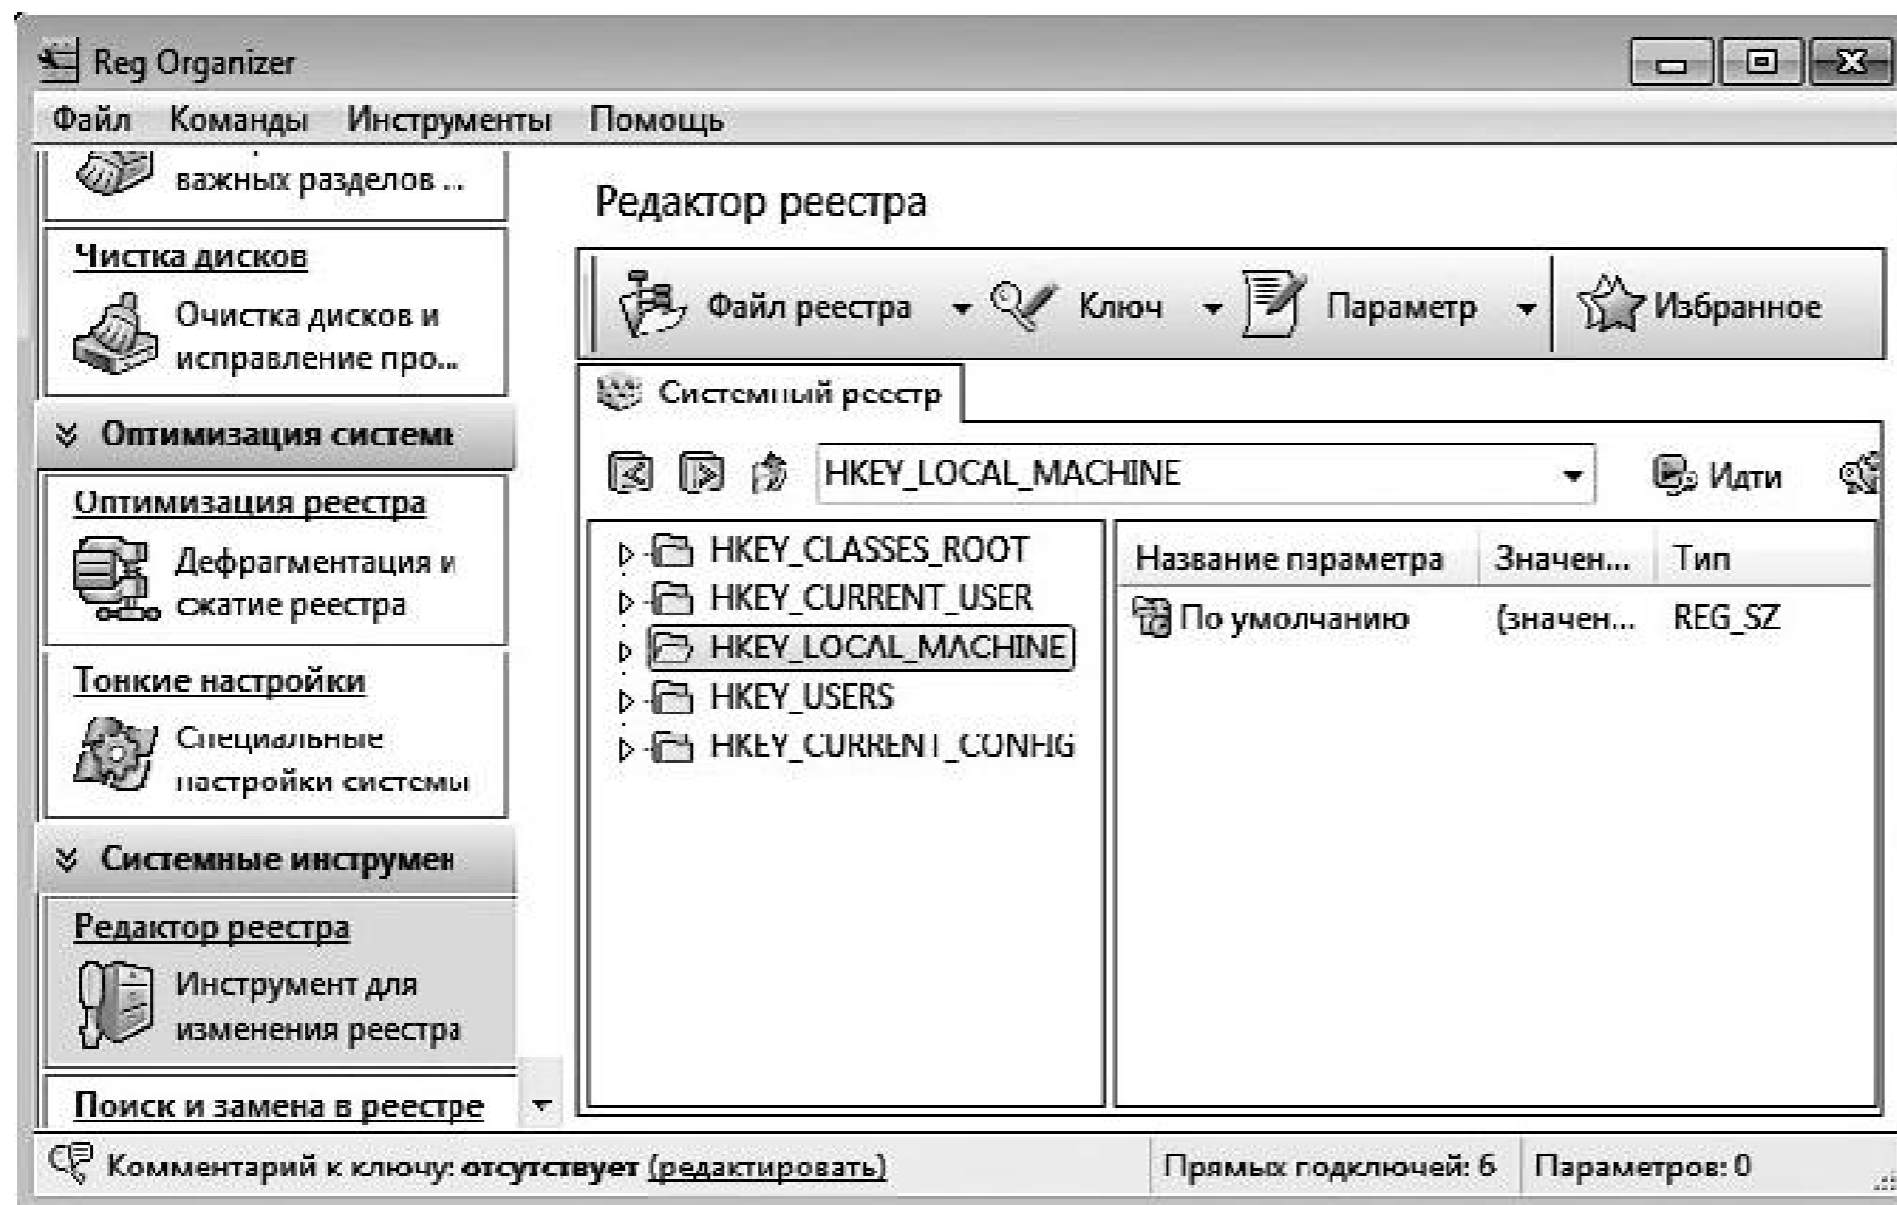 Reg Organizer
Файл Команды Инструменты Помощь
важных разделов ...
Чистка дисков
Очистка дисков и
исправление про...
Оптимизация систем
Оптимизация реестра
Дефрагментация и
сжатие реестра
Тонкие настройки
Специальные
настройки системы
Системные инструмен
Редактор реестра
Инструмент для
изменения реестра
Поиск и замена в реестре
Редактор реестра
Файл реестра Ключ Параметр Избранное
Системный реестр
HKEY_LOCAL_MACHINE Идти
HKEY_CLASSES_ROOT
HKEY_CURRENT_USER
HKEY_LOCAL_MACHINE
HKEY_USERS
HKEY_CURRENT_CONFIG
Название параметра Значен... Тип
По умолчанию (значен... REG_SZ
Комментарий к ключу: отсутствует (редактировать) Прямых подключей: 6 Параметров: 0